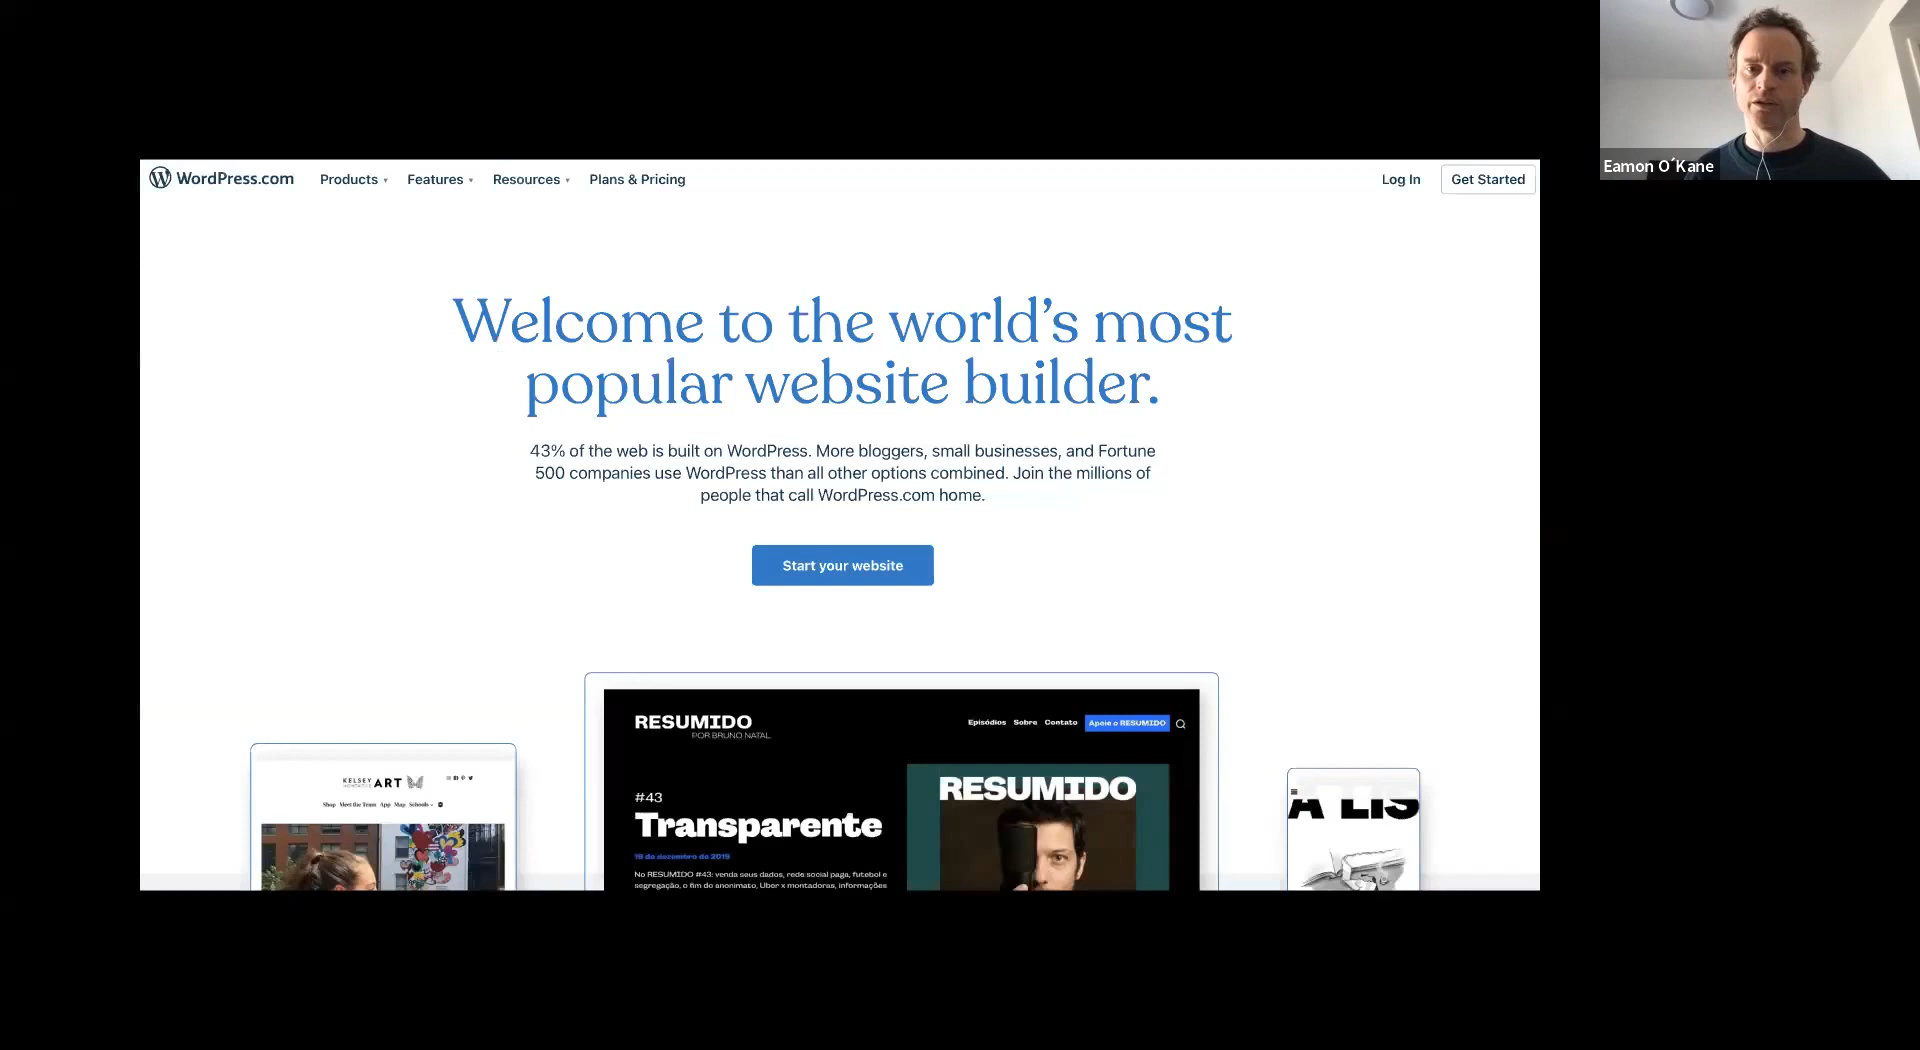 WordPress.com
Products
Features
Resources
Plans & Pricing
Log In
Get Started
Eamon O´Kane
Welcome to the world’s most
popular website builder.
43% of the web is built on WordPress. More bloggers, small businesses, and Fortune
500 companies use WordPress than all other options combined. Join the millions of
people that call WordPress.com home.
Start your website
KELSEY
ART
Shop Meet the Team App Map Schools
RESUMIDO
POR BRUNO NATAL
Episódios Sobre Contato Apoie o RESUMIDO
#43
Transparente
19 de dezembro de 2019
No RESUMIDO #43: venda seus dados, rede social paga, futebol e
segregação, o fim do anonimato, Uber x montadoras, informações
RESUMIDO
A LIS